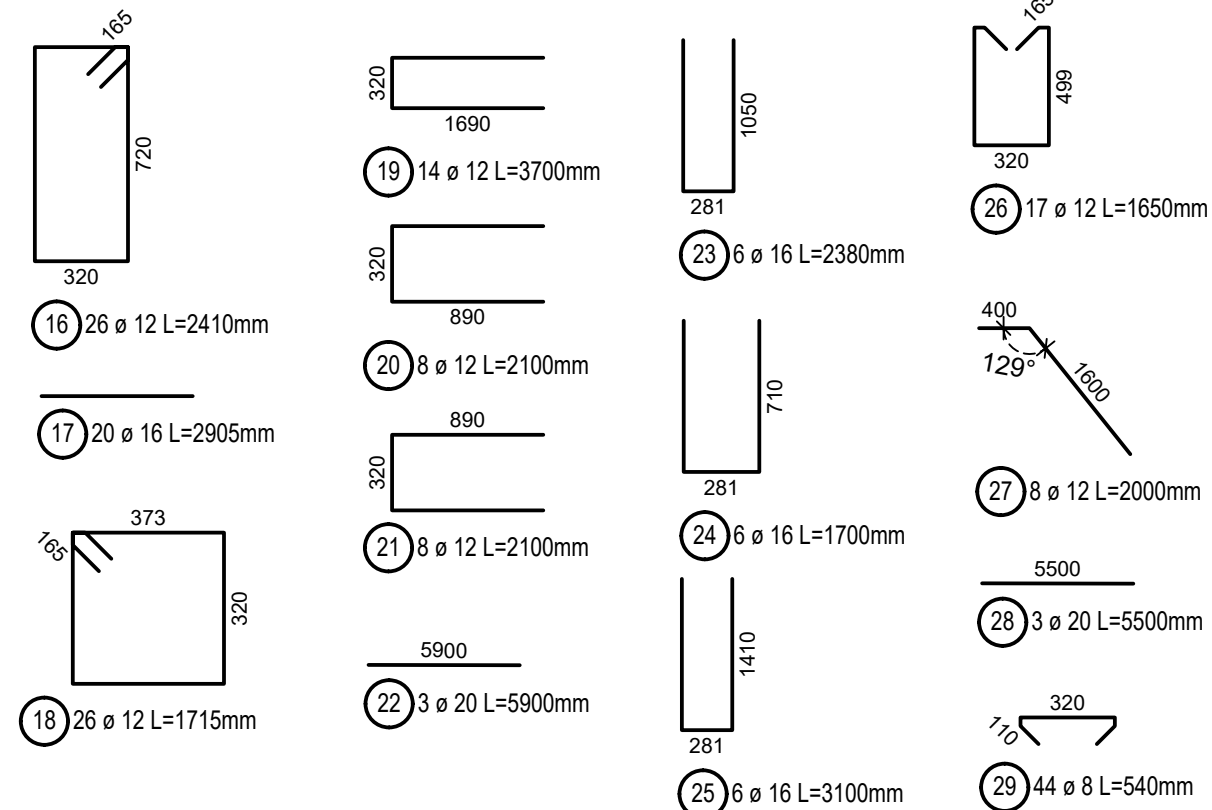 165
720
320
16 26 ø 12 L=2410mm
17 20 ø 16 L=2905mm
373
165
320
18 26 ø 12 L=1715mm
320
1690
19 14 ø 12 L=3700mm
320
890
20 8 ø 12 L=2100mm
890
320
21 8 ø 12 L=2100mm
5900
22 3 ø 20 L=5900mm
1050
281
23 6 ø 16 L=2380mm
710
281
24 6 ø 16 L=1700mm
1410
281
25 6 ø 16 L=3100mm
165
499
320
26 17 ø 12 L=1650mm
400
129°
1600
27 8 ø 12 L=2000mm
5500
28 3 ø 20 L=5500mm
320
110
29 44 ø 8 L=540mm